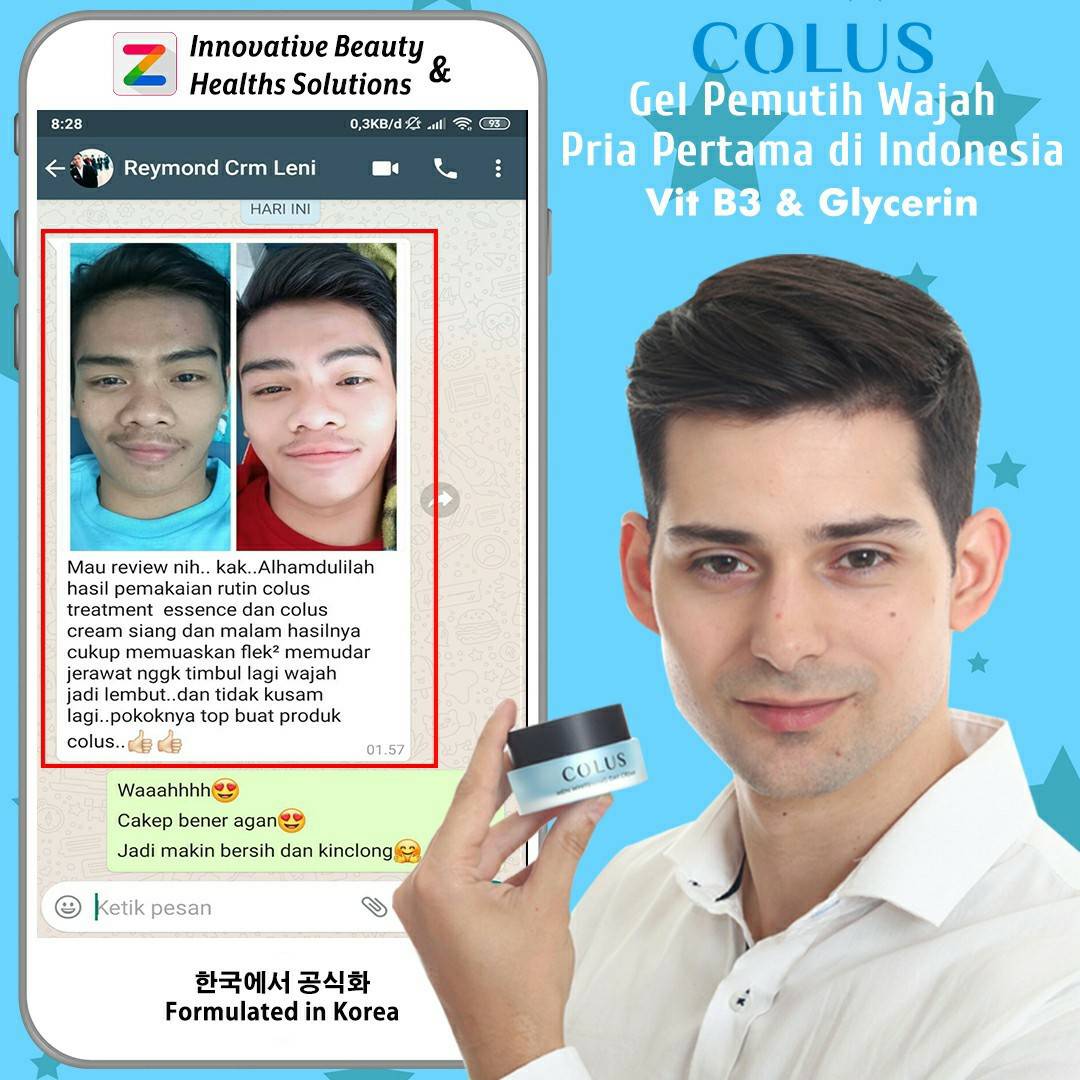 Innovative Beauty &
Healths Solutions
COLUS
Gel Pemutih Wajah
Pria Pertama di Indonesia
Vit B3 & Glycerin
8:28
0,3KB/d
93
Reymond Crm Leni
HARI INI
Mau review nih.. kak..Alhamdulilah
hasil pemakaian rutin colus
treatment essence dan colus
cream siang dan malam hasilnya
cukup memuaskan flek² memudar
jerawat nggk timbul lagi wajah
jadi lembut..dan tidak kusam
lagi..pokoknya top buat produk
colus..👍🏻👍🏻
01.57
Waaahhhh😍
Cakep bener agan😍
Jadi makin bersih dan kinclong🤗
Ketik pesan
COLUS
MEN WHITENING DAY CREAM
한국에서 공식화
Formulated in Korea